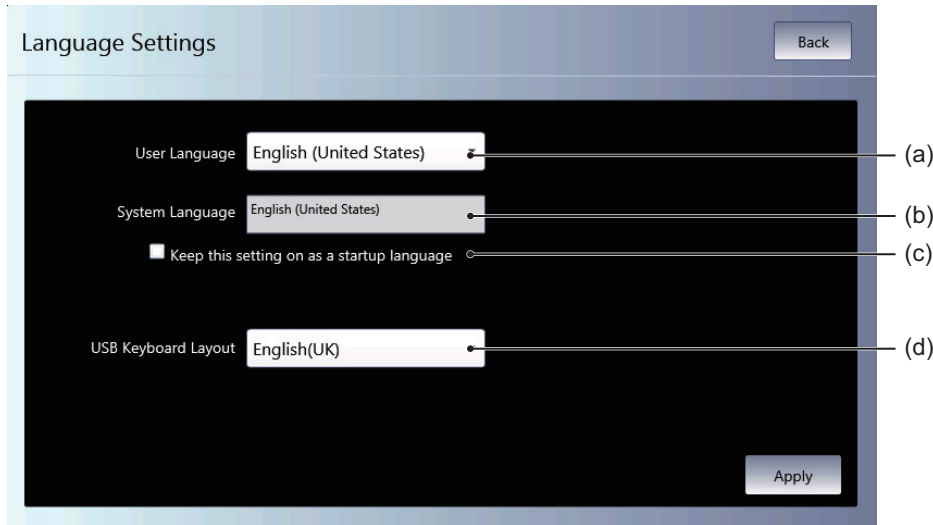 Language Settings
Back
User Language English (United States) (a)
System Language English (United States) (b)
Keep this setting on as a startup language (c)
USB Keyboard Layout English(UK) (d)
Apply